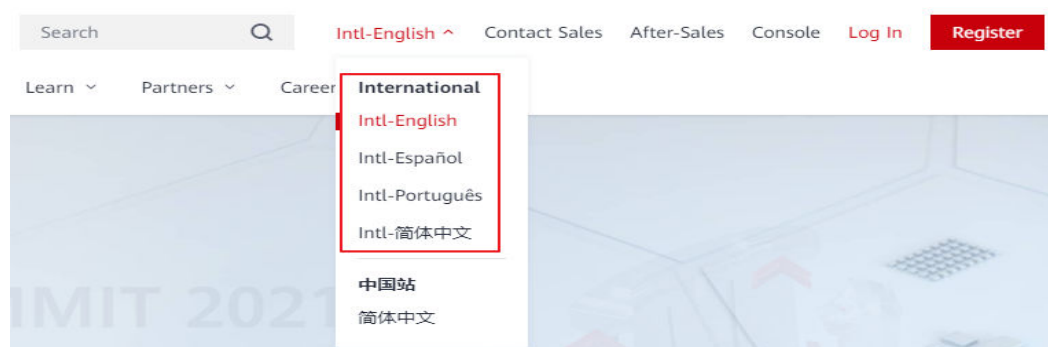 Search Intl-English Contact Sales After-Sales Console Log In Register
Learn Partners Career
International
Intl-English
Intl-Español
Intl-Português
Intl-简体中文
中国站
简体中文
IMIT 2021